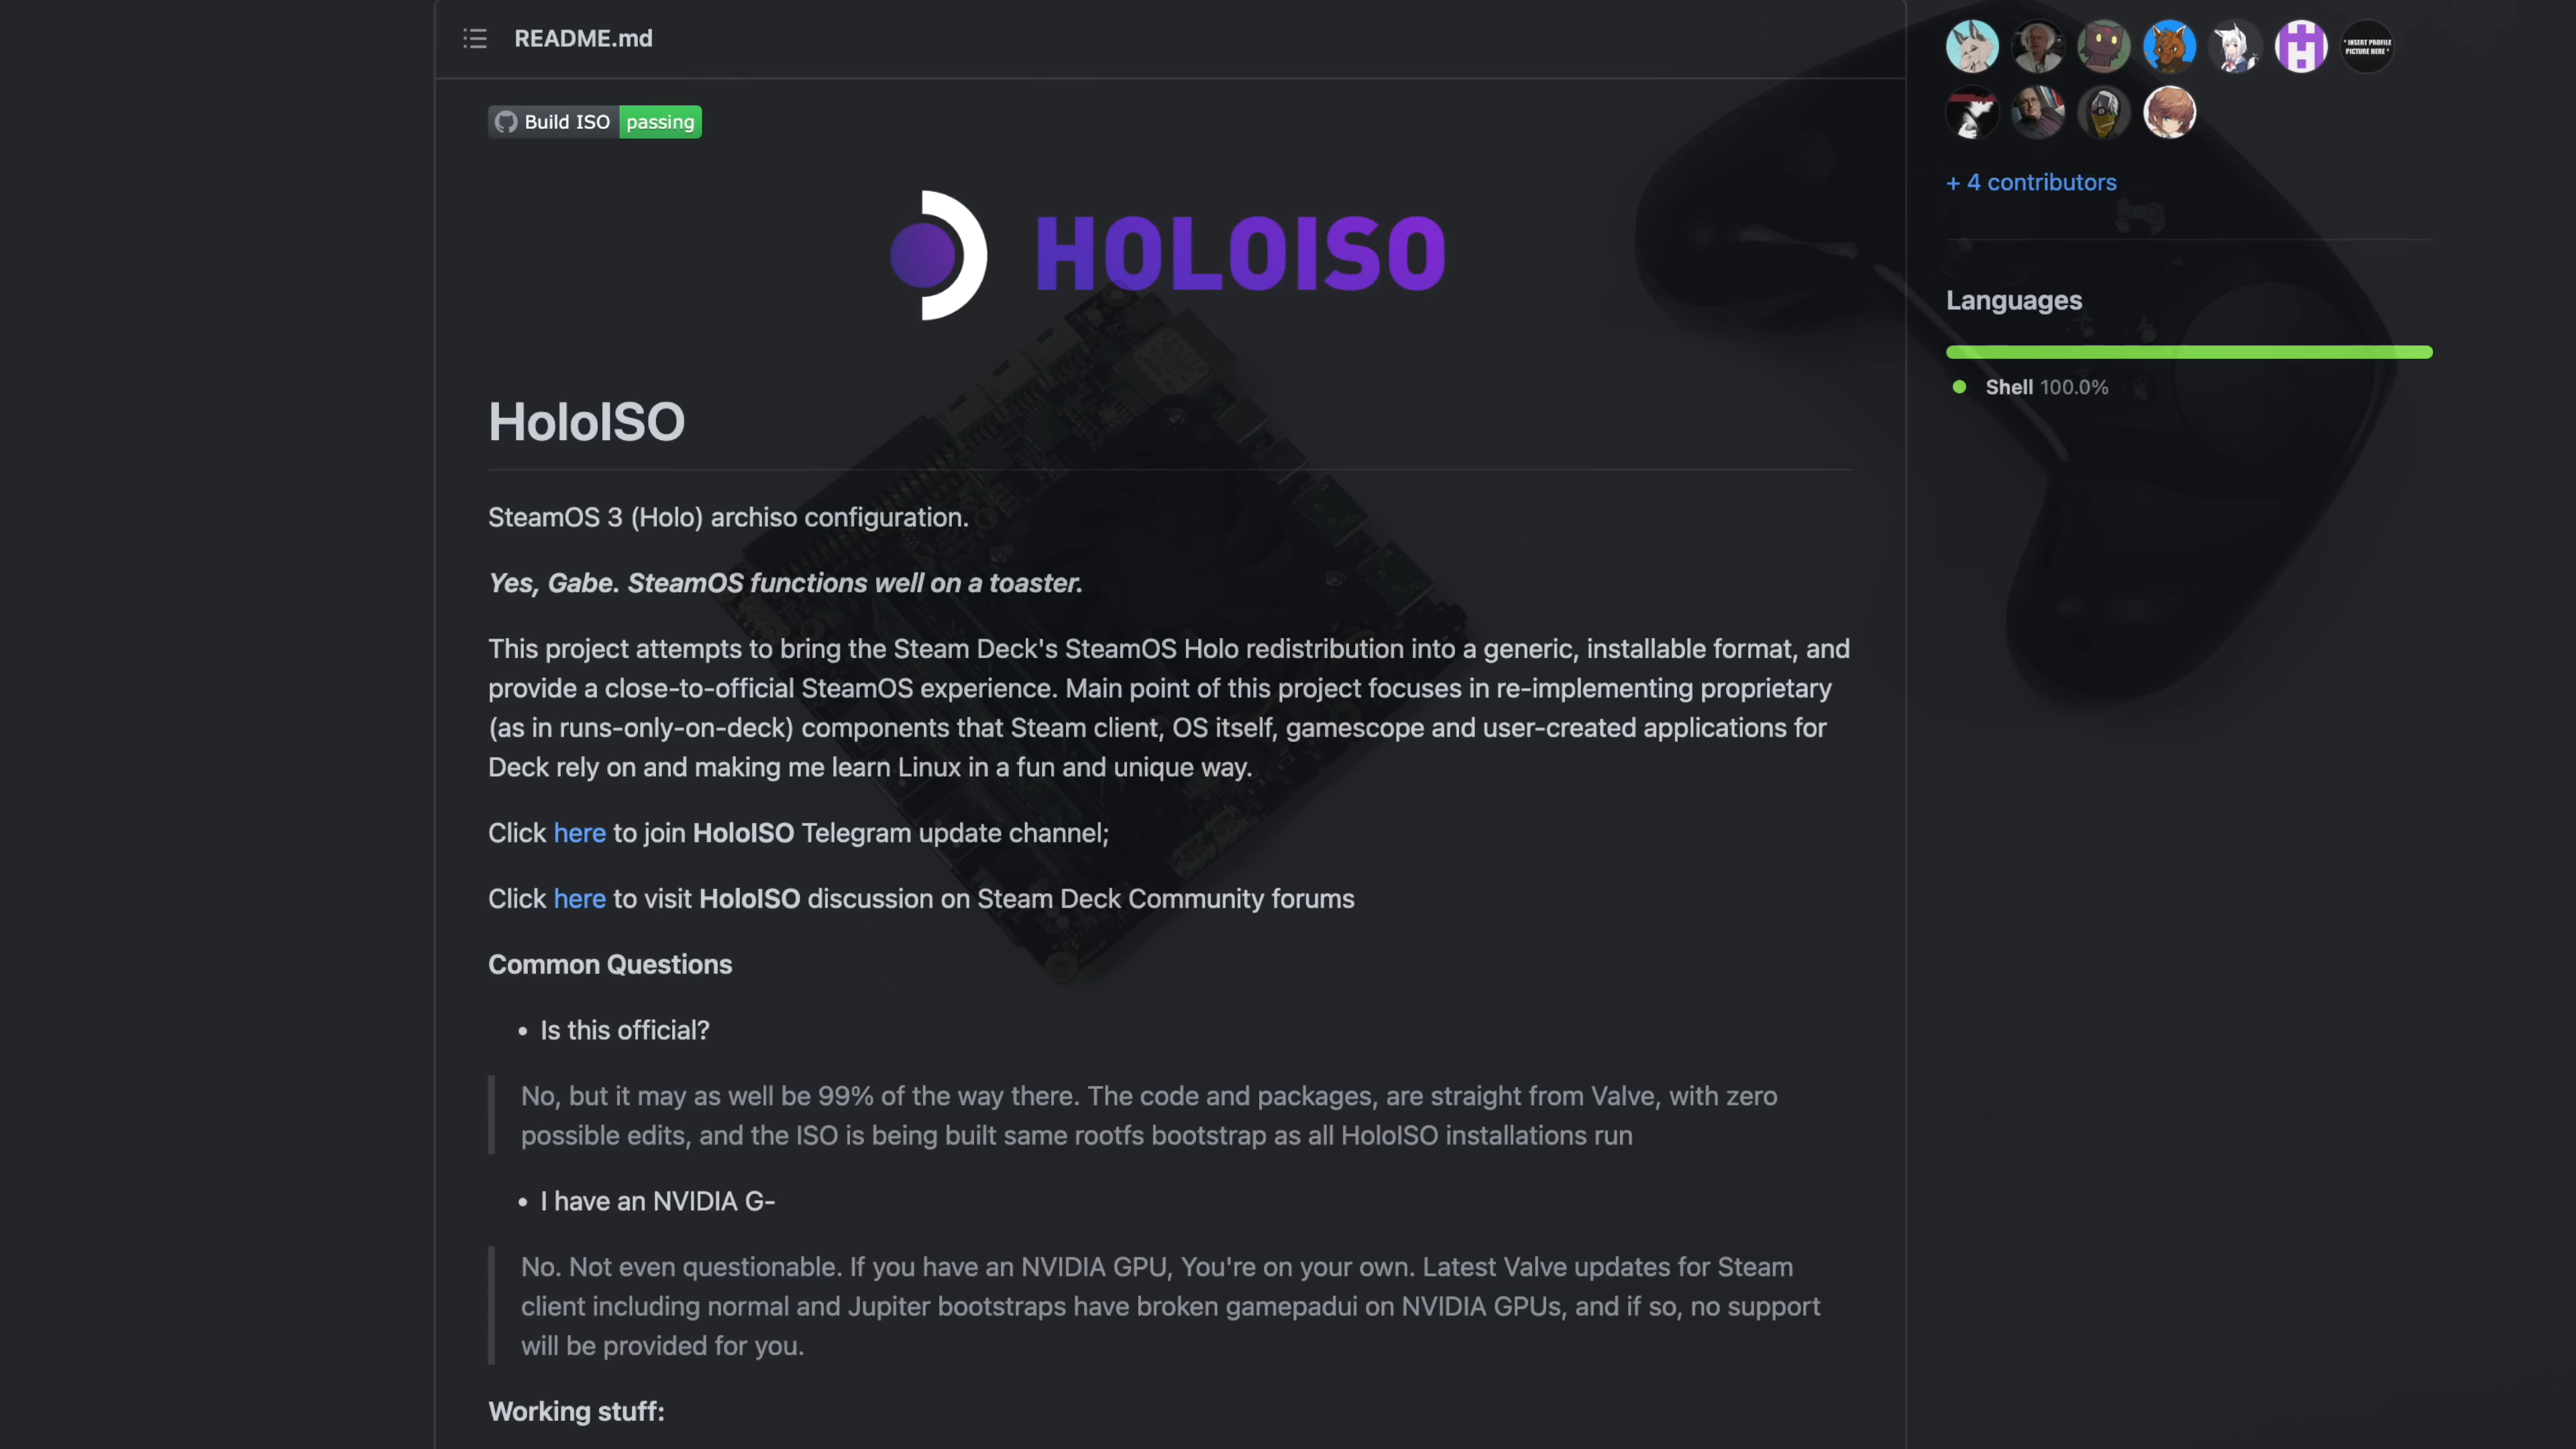 README.md
Build ISO passing
HOLOISO
HoloISO
SteamOS 3 (Holo) archiso configuration.
Yes, Gabe. SteamOS functions well on a toaster.
This project attempts to bring the Steam Deck's SteamOS Holo redistribution into a generic, installable format, and
provide a close-to-official SteamOS experience. Main point of this project focuses in re-implementing proprietary
(as in runs-only-on-deck) components that Steam client, OS itself, gamescope and user-created applications for
Deck rely on and making me learn Linux in a fun and unique way.
Click here to join HoloISO Telegram update channel;
Click here to visit HoloISO discussion on Steam Deck Community forums
Common Questions
• Is this official?
No, but it may as well be 99% of the way there. The code and packages, are straight from Valve, with zero
possible edits, and the ISO is being built same rootfs bootstrap as all HoloISO installations run
• I have an NVIDIA G-
No. Not even questionable. If you have an NVIDIA GPU, You're on your own. Latest Valve updates for Steam
client including normal and Jupiter bootstraps have broken gamepadui on NVIDIA GPUs, and if so, no support
will be provided for you.
Working stuff:
* INSERT PROFILE
PICTURE HERE *
+ 4 contributors
Languages
Shell 100.0%